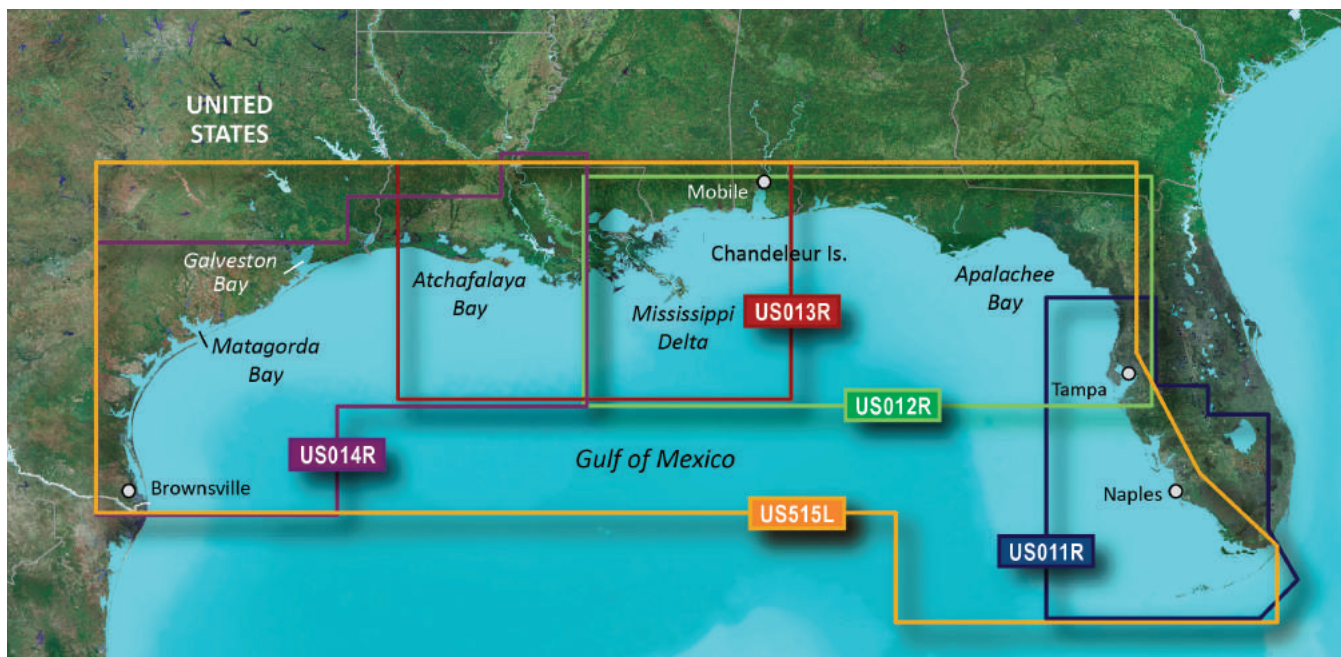 UNITED
STATES
Mobile
Galveston
Bay
Atchafalaya
Bay
Chandeleur Is.
Apalachee
Bay
Mississippi
Delta
US013R
Matagorda
Bay
Tampa
US012R
US014R
Gulf of Mexico
Brownsville
Naples
US515L
US011R